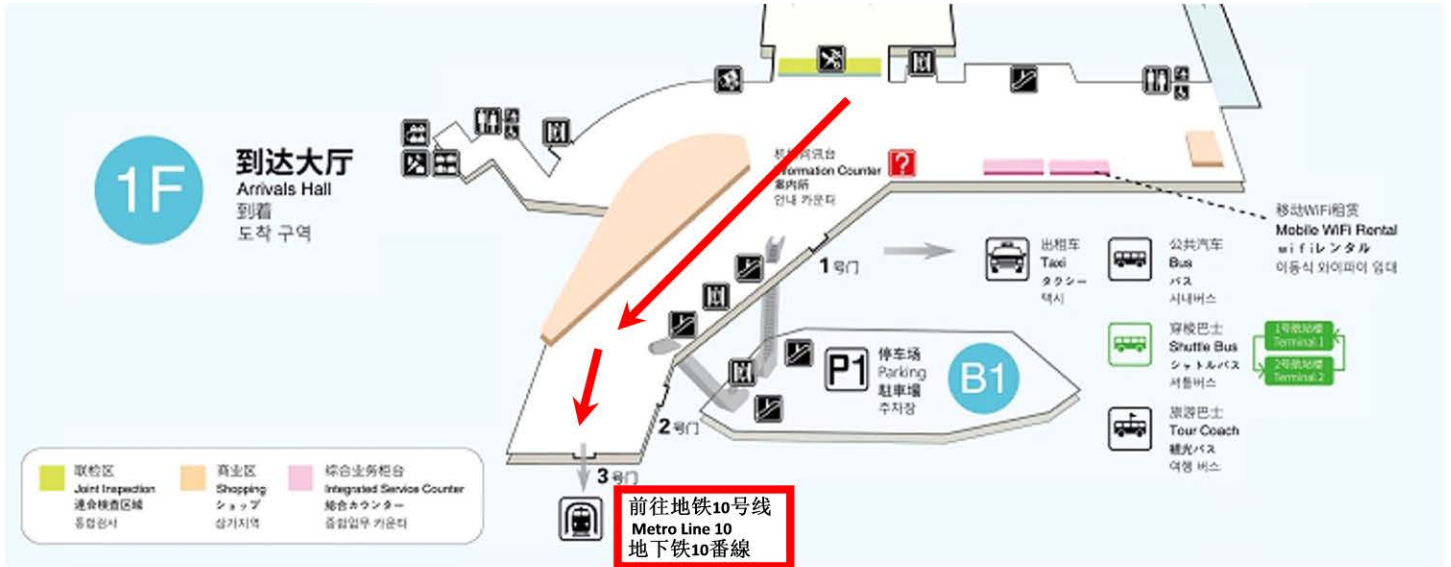 1F
到达大厅
Arrivals Hall
到着
도착 구역
机场问讯台
Information Counter
案内所
안내 카운터
?
移动WiFi租赁
Mobile WiFi Rental
wifiレンタル
이동식 와이파이 임대
1号门
出租车
Taxi
タクシー
택시
公共汽车
Bus
バス
시내버스
穿梭巴士
Shuttle Bus
シャトルバス
셔틀버스
1号航站楼
Terminal 1
2号航站楼
Terminal 2
旅游巴士
Tour Coach
観光バス
여행 버스
P1
停车场
Parking
駐車場
주차장
B1
2号门
3号门
前往地铁10号线
Metro Line 10
地下铁10番線
联检区
Joint Inspection
連合検査区域
통합검사
商业区
Shopping
ショップ
상가지역
综合业务柜台
Integrated Service Counter
総合カウンター
종합업무 카운터